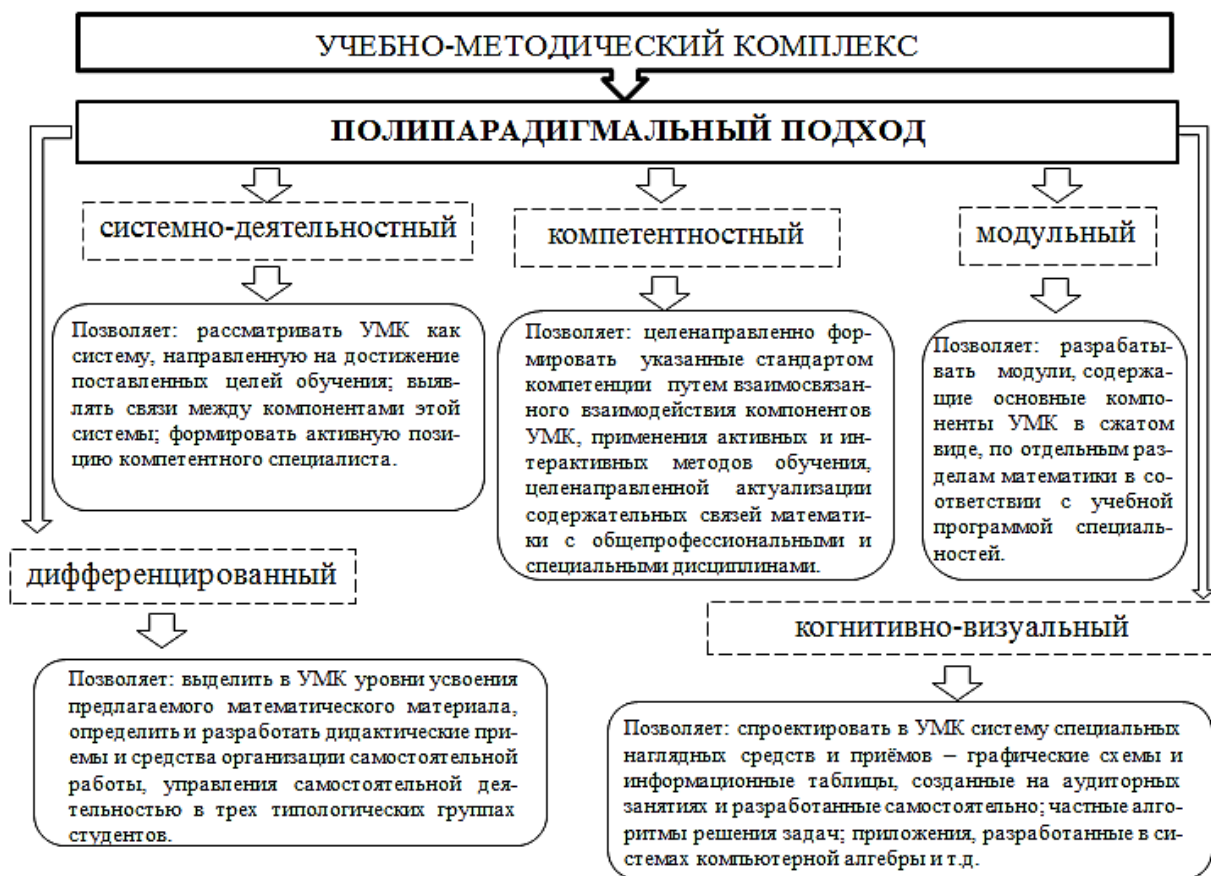 УЧЕБНО-МЕТОДИЧЕСКИЙ КОМПЛЕКС
ПОЛИПАРАДИГМАЛЬНЫЙ ПОДХОД
системно-деятельностный
Позволяет: рассматривать УМК как
систему, направленную на достижение
поставленных целей обучения; выяв-
лять связи между компонентами этой
системы; формировать активную пози-
цию компетентного специалиста.
компетентностный
Позволяет: целенаправленно фор-
мировать указанные стандартом
компетенции путем взаимосвязан-
ного взаимодействия компонентов
УМК, применения активных и ин-
терактивных методов обучения,
целенаправленной актуализации
содержательных связей математи-
ки с общепрофессиональными и
специальными дисциплинами.
модульный
Позволяет: разрабаты-
вать модули, содержа-
щие основные компо-
ненты УМК в сжатом
виде, по отдельным раз-
делам математики в со-
ответствии с учебной
программой специаль-
ностей.
дифференцированный
Позволяет: выделить в УМК уровни усвоения
предлагаемого математического материала,
определить и разработать дидактические при-
емы и средства организации самостоятельной
работы, управления самостоятельной дея-
тельностью в трех типологических группах
студентов.
когнитивно-визуальный
Позволяет: спроектировать в УМК систему специальных
наглядных средств и приёмов – графические схемы и
информационные таблицы, созданные на аудиторных
занятиях и разработанные самостоятельно; частные алго-
ритмы решения задач; приложения, разработанные в си-
стемах компьютерной алгебры и т.д.